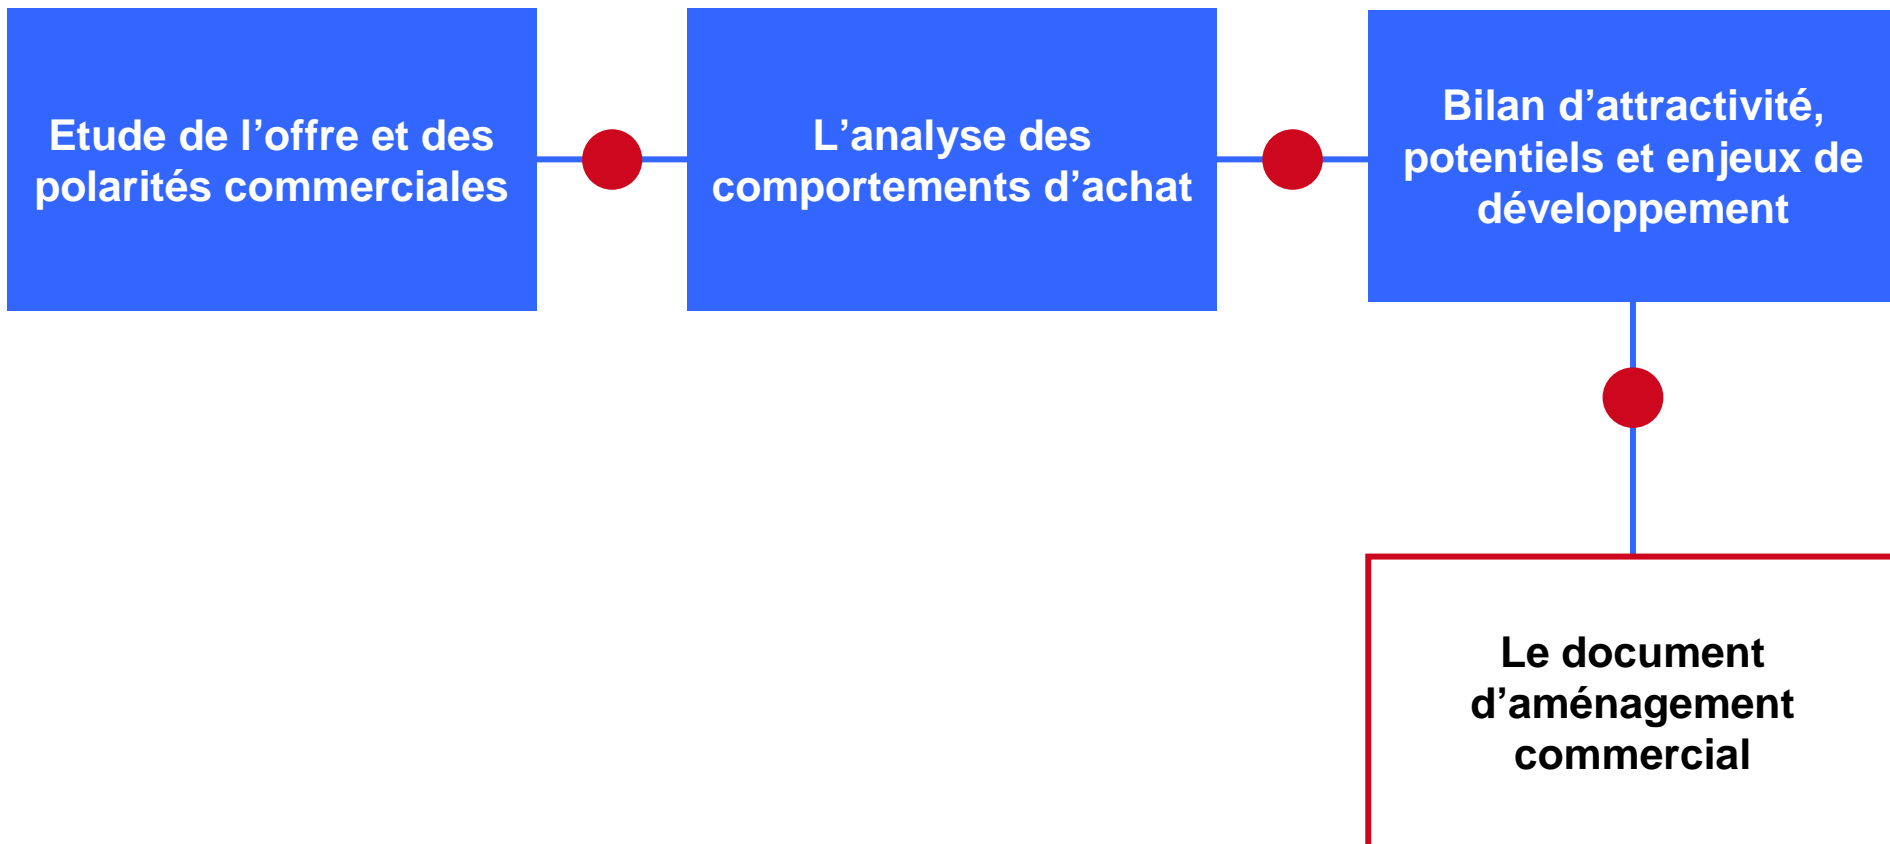 Etude de l’offre et des
polarités commerciales
L’analyse des
comportements d’achat
Bilan d’attractivité,
potentiels et enjeux de
développement
Le document
d’aménagement
commercial